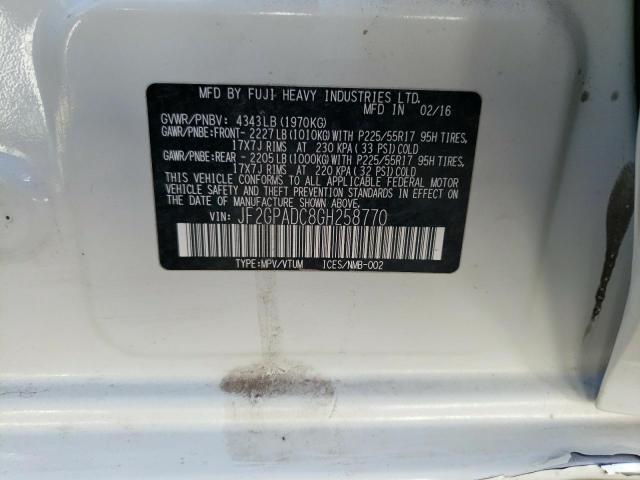 MFD BY FUJI HEAVY INDUSTRIES LTD.
MFD IN 02/16
GVWR/PNBV: 4343LB (1970KG)
GAWR/PNBE:FRONT- 2227LB(1010KG)WITH P225/55R17 95H TIRES,
17X7J RIMS AT 230 KPA (33 PSI)COLD
GAWR/PNBE:REAR - 2205LB(1000KG)WITH P225/55R17 95H TIRES,
17X7J RIMS AT 220 KPA (32 PSI)COLD
THIS VEHICLE CONFORMS TO ALL APPLICABLE FEDERAL MOTOR
VEHICLE SAFETY AND THEFT PREVENTION STANDARDS IN EFFECT ON
THE DATE OF MANUFACTURE SHOWN ABOVE.
VIN: JF2GPADC8GH258770
TYPE:MPV/VTUM ICES/NMB-002